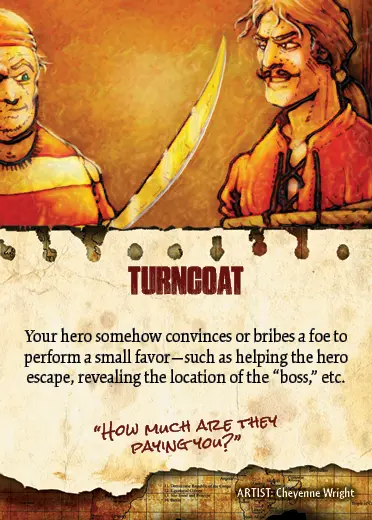 TURNCOAT
Your hero somehow convinces or bribes a foe to
perform a small favor—such as helping the hero
escape, revealing the location of the “boss,” etc.
“How much are they
paying you?”
ARTIST: Cheyenne Wright